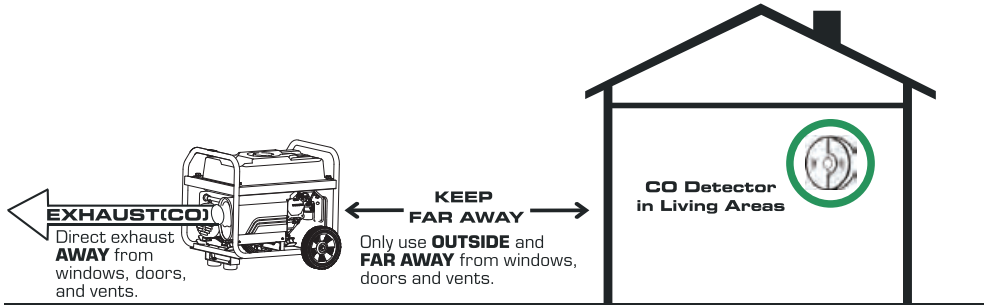 EXHAUST(CO)
Direct exhaust
AWAY from
windows, doors,
and vents.
KEEP
FAR AWAY
Only use OUTSIDE and
FAR AWAY from windows,
doors and vents.
CO Detector
in Living Areas